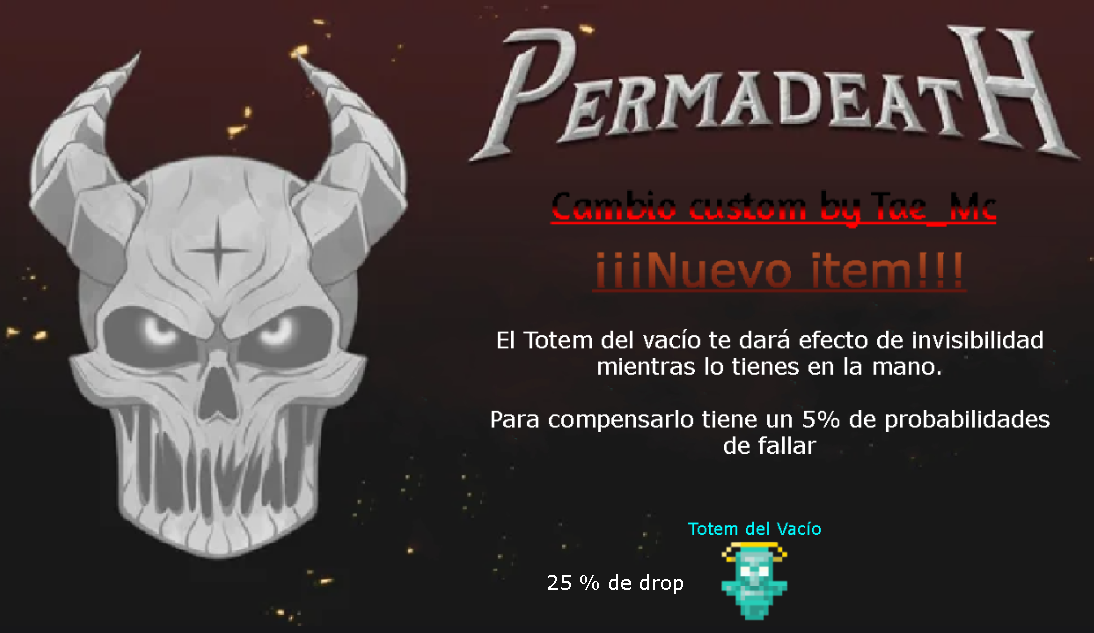 PERMADEATH
Cambio custom by Tae_Mc
¡¡¡Nuevo item!!!
El Totem del vacío te dará efecto de invisibilidad
mientras lo tienes en la mano.
Para compensarlo tiene un 5% de probabilidades
de fallar
Totem del Vacío
25 % de drop